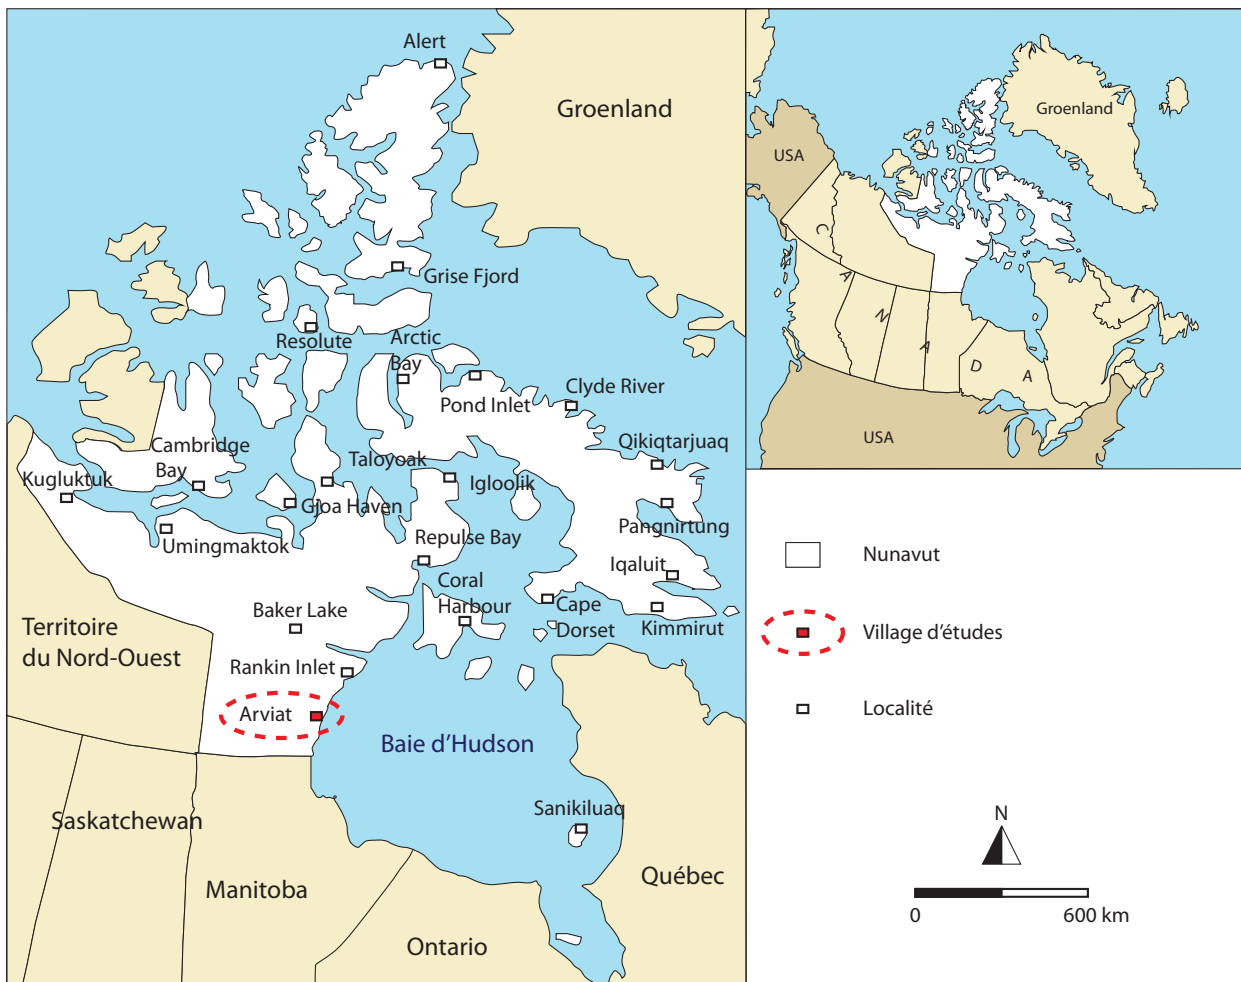 Alert
Groenland
Grise Fjord
Resolute
Arctic
Bay
Pond Inlet
Clyde River
Qikiqtarjuaq
Cambridge
Bay
Taloyoak
Igloolik
Kugluktuk
Gjoa Haven
Pangnirtung
Umingmaktok
Repulse Bay
Iqaluit
Coral
Harbour
Cape
Dorset
Kimmirut
Baker Lake
Territoire
du Nord-Ouest
Rankin Inlet
Arviat
Baie d'Hudson
Sanikiluaq
Saskatchewan
Manitoba
Québec
Ontario
Groenland
USA
C
A
N
A
D
A
USA
Nunavut
Village d'études
Localité
N
0
600 km